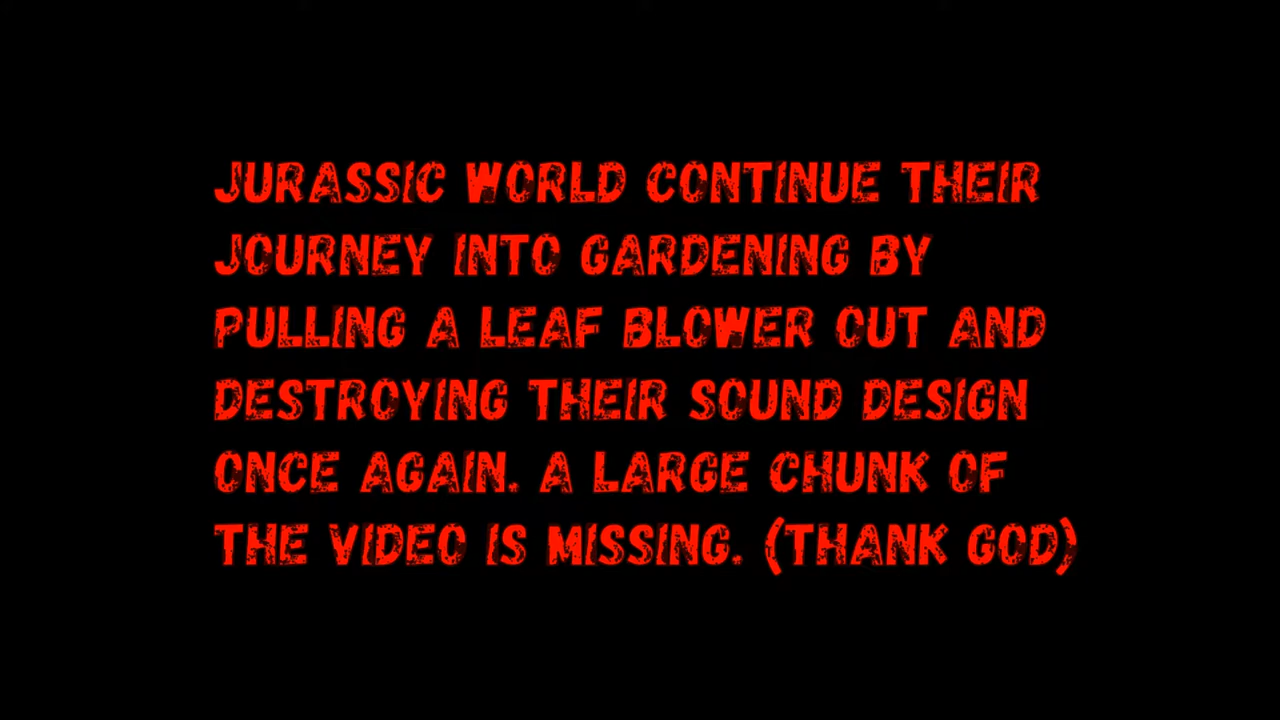 JURASSIC WORLD CONTINUE THEIR
JOURNEY INTO GARDENING BY
PULLING A LEAF BLOWER OUT AND
DESTROYING THEIR SOUND DESIGN
ONCE AGAIN. A LARGE CHUNK OF
THE VIDEO IS MISSING. (THANK GOD)